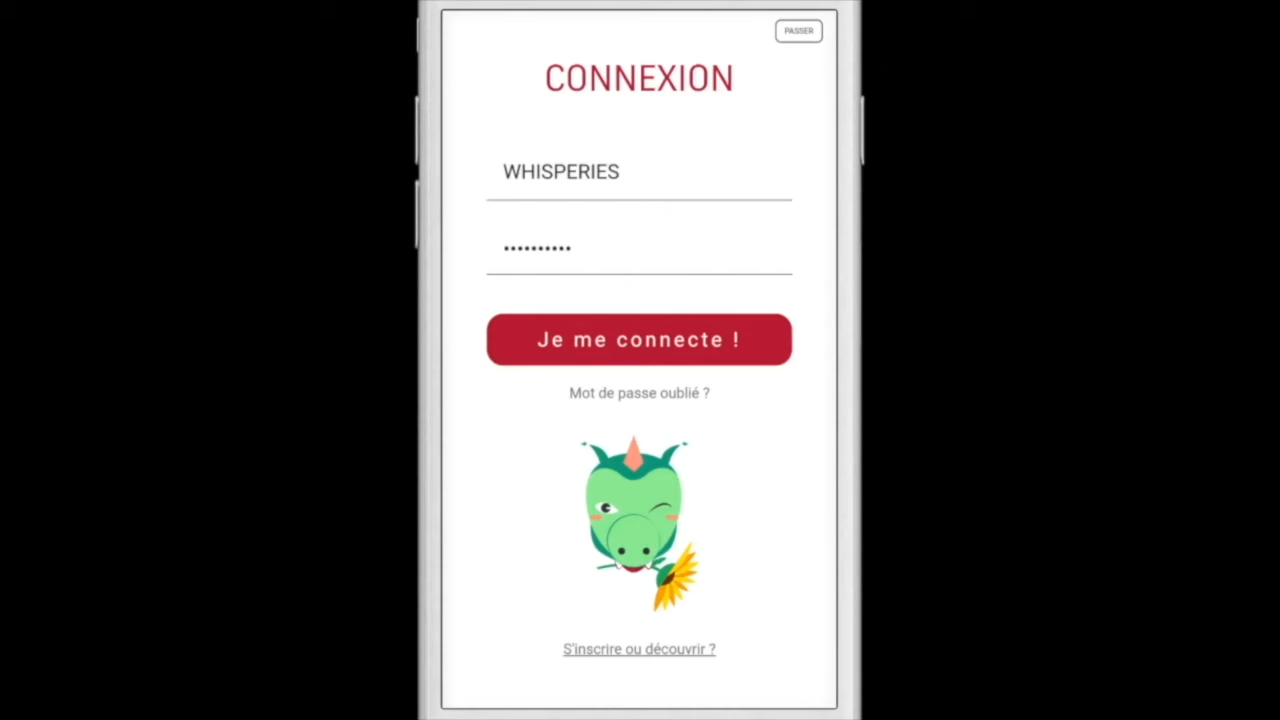 PASSER
CONNEXION
WHISPERIES
••••••••••
Je me connecte !
Mot de passe oublié ?
S'inscrire ou découvrir ?